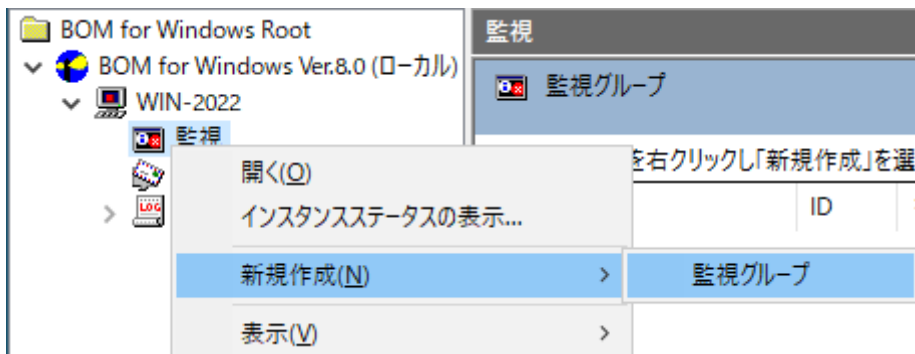 BOM for Windows Root
BOM for Windows Ver.8.0 (ローカル)
WIN-2022
監視
LOG
監視
監視グループ
を右クリックし「新規作成」を選
ID
開く(O)
インスタンスステータスの表示...
新規作成(N)
監視グループ
表示(V)